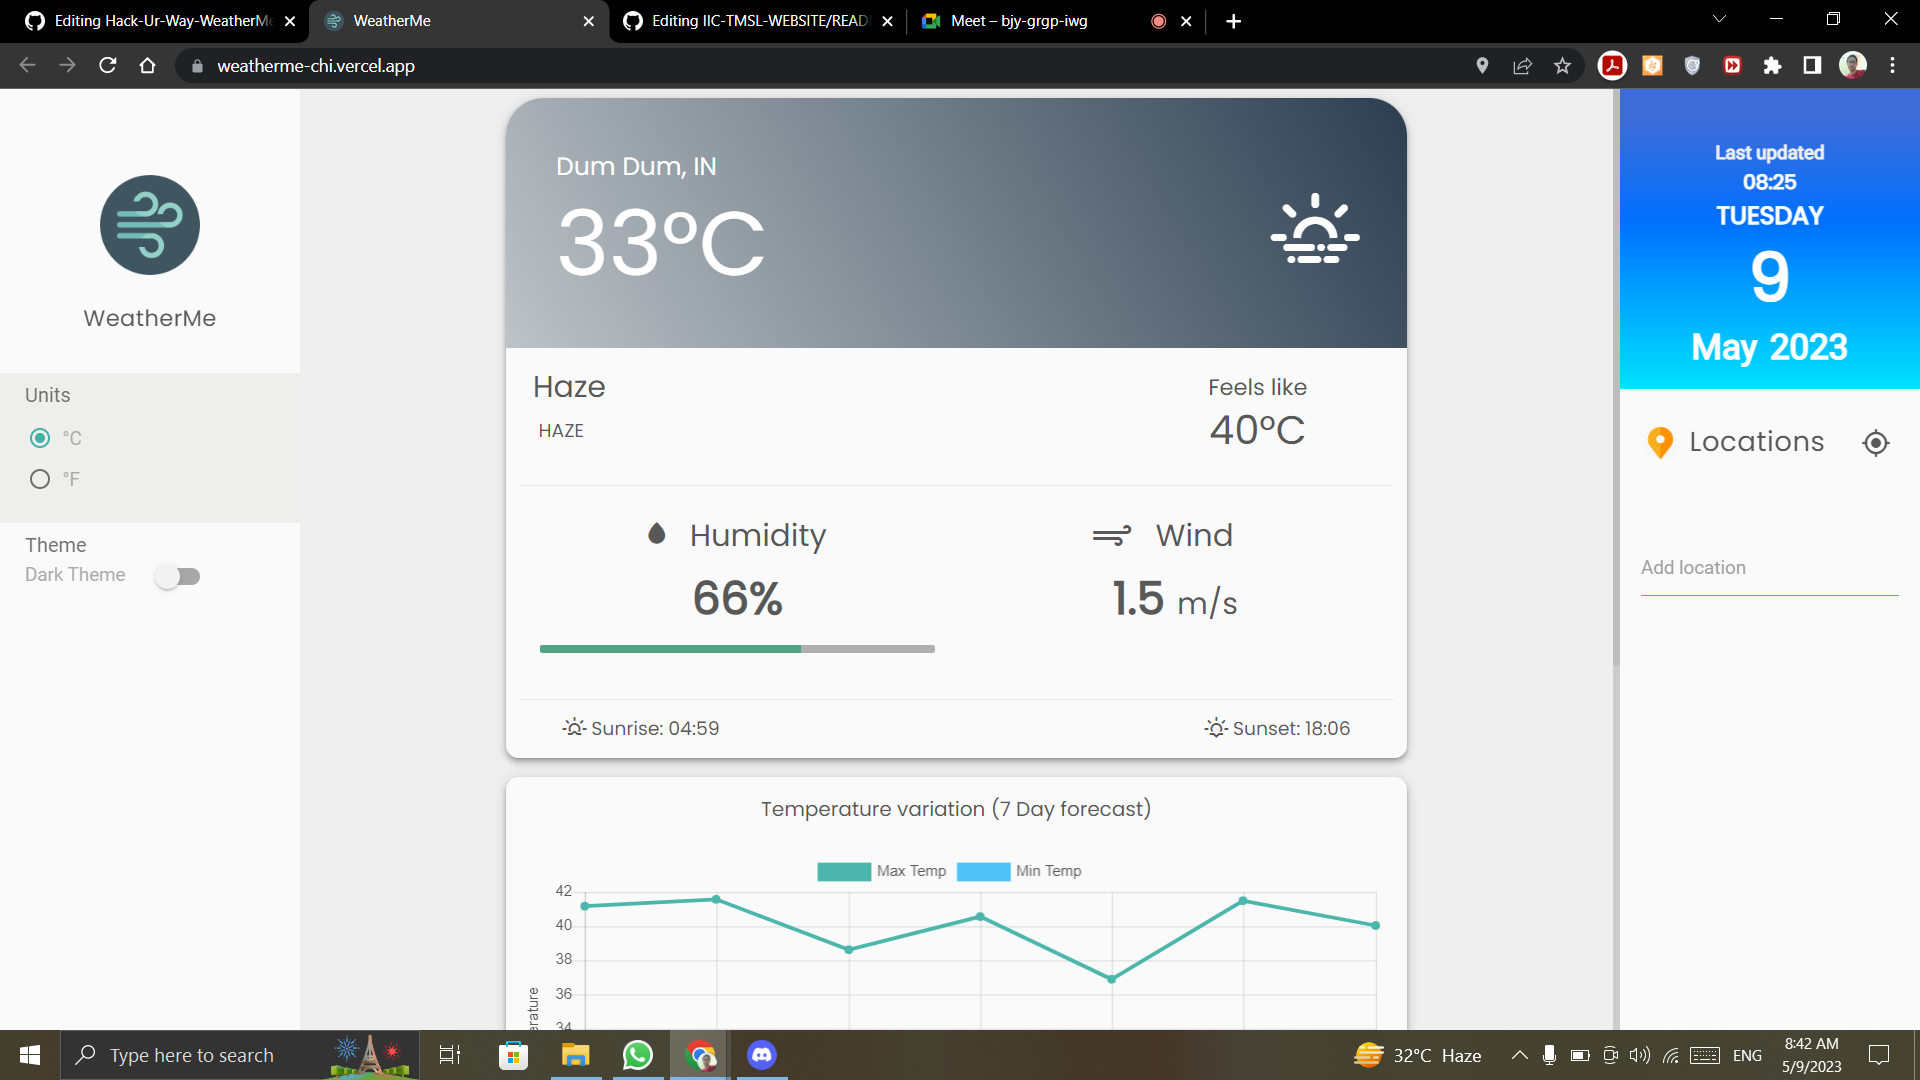 Editing Hack-Ur-Way-WeatherMe
WeatherMe
Editing IIC-TMSL-WEBSITE/READ
Meet – bjy-grgp-iwg
weatherme-chi.vercel.app
WeatherMe
Units
°C
°F
Theme
Dark Theme
Dum Dum, IN
33°C
Haze
HAZE
Feels like
40°C
Humidity
66%
Wind
1.5 m/s
Sunrise: 04:59
Sunset: 18:06
Temperature variation (7 Day forecast)
Max Temp
Min Temp
42
40
38
36
34
erature
Last updated
08:25
TUESDAY
9
May 2023
Locations
Add location
Type here to search
32°C Haze
ENG
8:42 AM
5/9/2023